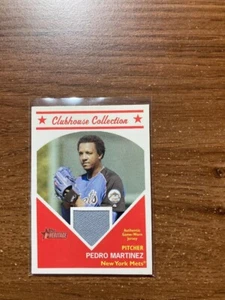 Clubhouse Collection
Authentic
Game-Worn
Jersey
PITCHER
PEDRO MARTINEZ
New York Mets